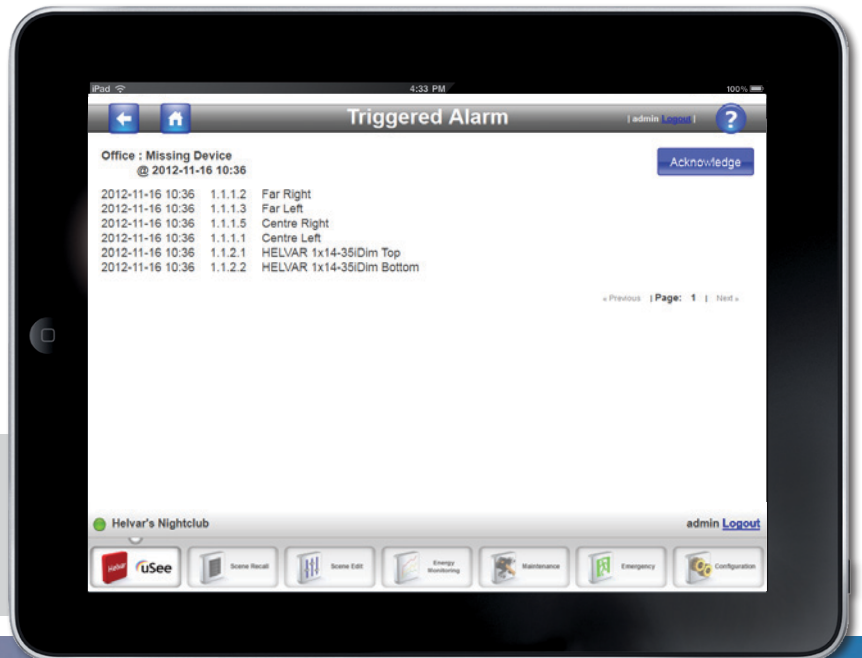 iPad 4:33 PM 100%
Triggered Alarm | admin Logout | ?
Office : Missing Device
@ 2012-11-16 10:36
Acknowledge
2012-11-16 10:36 1.1.1.2 Far Right
2012-11-16 10:36 1.1.1.3 Far Left
2012-11-16 10:36 1.1.1.5 Centre Right
2012-11-16 10:36 1.1.1.1 Centre Left
2012-11-16 10:36 1.1.2.1 HELVAR 1x14-35iDim Top
2012-11-16 10:36 1.1.2.2 HELVAR 1x14-35iDim Bottom
« Previous | Page: 1 | Next »
Helvar's Nightclub admin Logout
Helvar uSee Scene Recall Scene Edit Energy Monitoring Maintenance Emergency Configuration